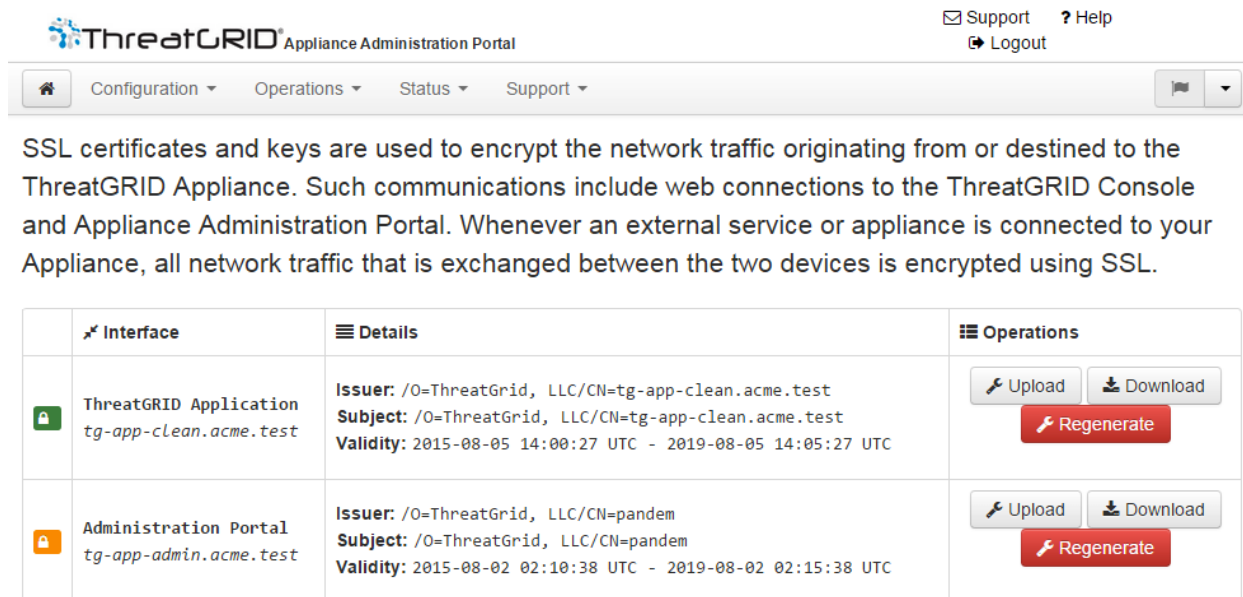 ThreatGRID® Appliance Administration Portal
Support ? Help
Logout
Configuration Operations Status Support
SSL certificates and keys are used to encrypt the network traffic originating from or destined to the
ThreatGRID Appliance. Such communications include web connections to the ThreatGRID Console
and Appliance Administration Portal. Whenever an external service or appliance is connected to your
Appliance, all network traffic that is exchanged between the two devices is encrypted using SSL.
Interface Details Operations
ThreatGRID Application
tg-app-clean.acme.test
Issuer: /O=ThreatGrid, LLC/CN=tg-app-clean.acme.test
Subject: /O=ThreatGrid, LLC/CN=tg-app-clean.acme.test
Validity: 2015-08-05 14:00:27 UTC - 2019-08-05 14:05:27 UTC
Upload Download
Regenerate
Administration Portal
tg-app-admin.acme.test
Issuer: /O=ThreatGrid, LLC/CN=pandem
Subject: /O=ThreatGrid, LLC/CN=pandem
Validity: 2015-08-02 02:10:38 UTC - 2019-08-02 02:15:38 UTC
Upload Download
Regenerate